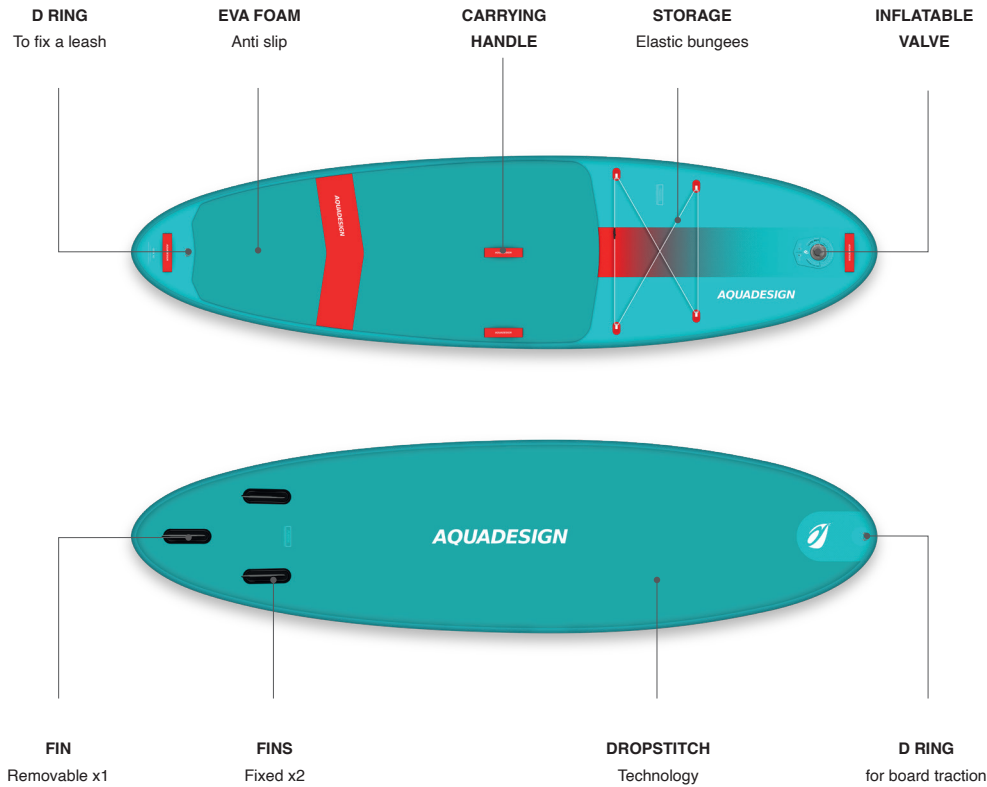 D RING
To fix a leash
EVA FOAM
Anti slip
CARRYING
HANDLE
STORAGE
Elastic bungees
INFLATABLE
VALVE
AQUADESIGN
AQUADESIGN
AQUADESIGN
FIN
Removable x1
FINS
Fixed x2
DROPSTITCH
Technology
D RING
for board traction